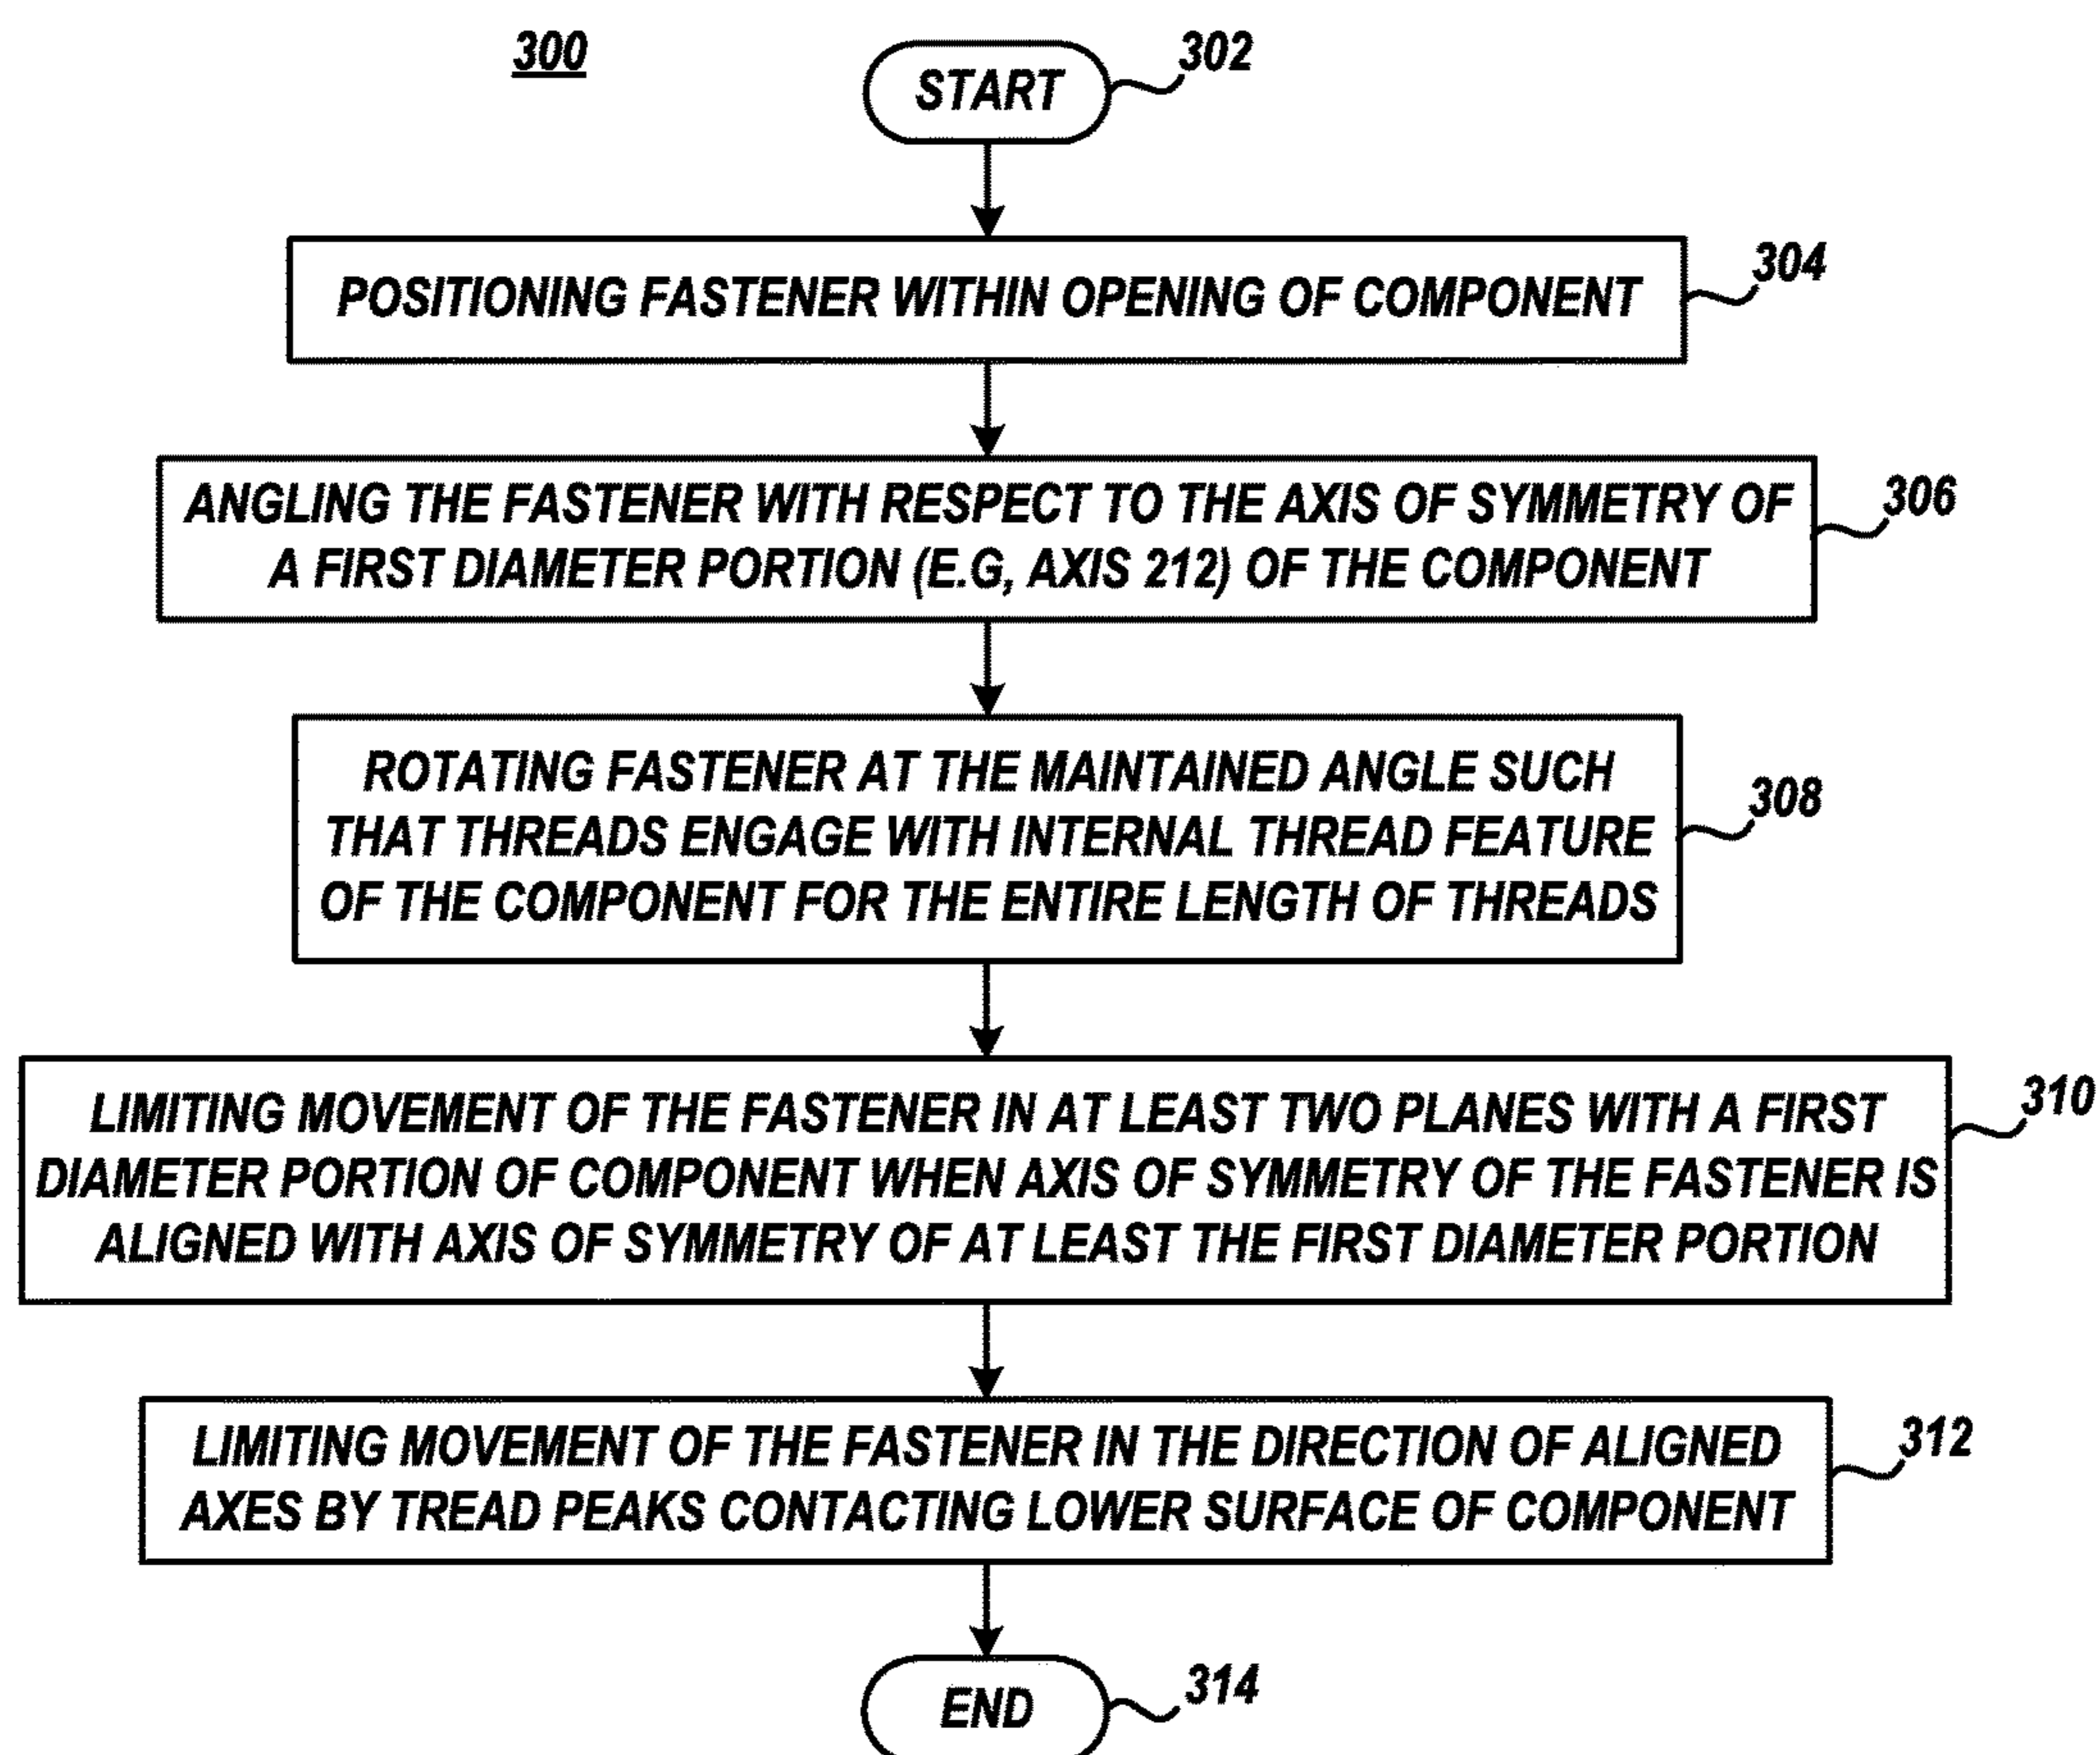 300
START
302
POSITIONING FASTENER WITHIN OPENING OF COMPONENT
304
ANGLING THE FASTENER WITH RESPECT TO THE AXIS OF SYMMETRY OF
A FIRST DIAMETER PORTION (E.G, AXIS 212) OF THE COMPONENT
306
ROTATING FASTENER AT THE MAINTAINED ANGLE SUCH
THAT THREADS ENGAGE WITH INTERNAL THREAD FEATURE
OF THE COMPONENT FOR THE ENTIRE LENGTH OF THREADS
308
LIMITING MOVEMENT OF THE FASTENER IN AT LEAST TWO PLANES WITH A FIRST
DIAMETER PORTION OF COMPONENT WHEN AXIS OF SYMMETRY OF THE FASTENER IS
ALIGNED WITH AXIS OF SYMMETRY OF AT LEAST THE FIRST DIAMETER PORTION
310
LIMITING MOVEMENT OF THE FASTENER IN THE DIRECTION OF ALIGNED
AXES BY TREAD PEAKS CONTACTING LOWER SURFACE OF COMPONENT
312
END
314